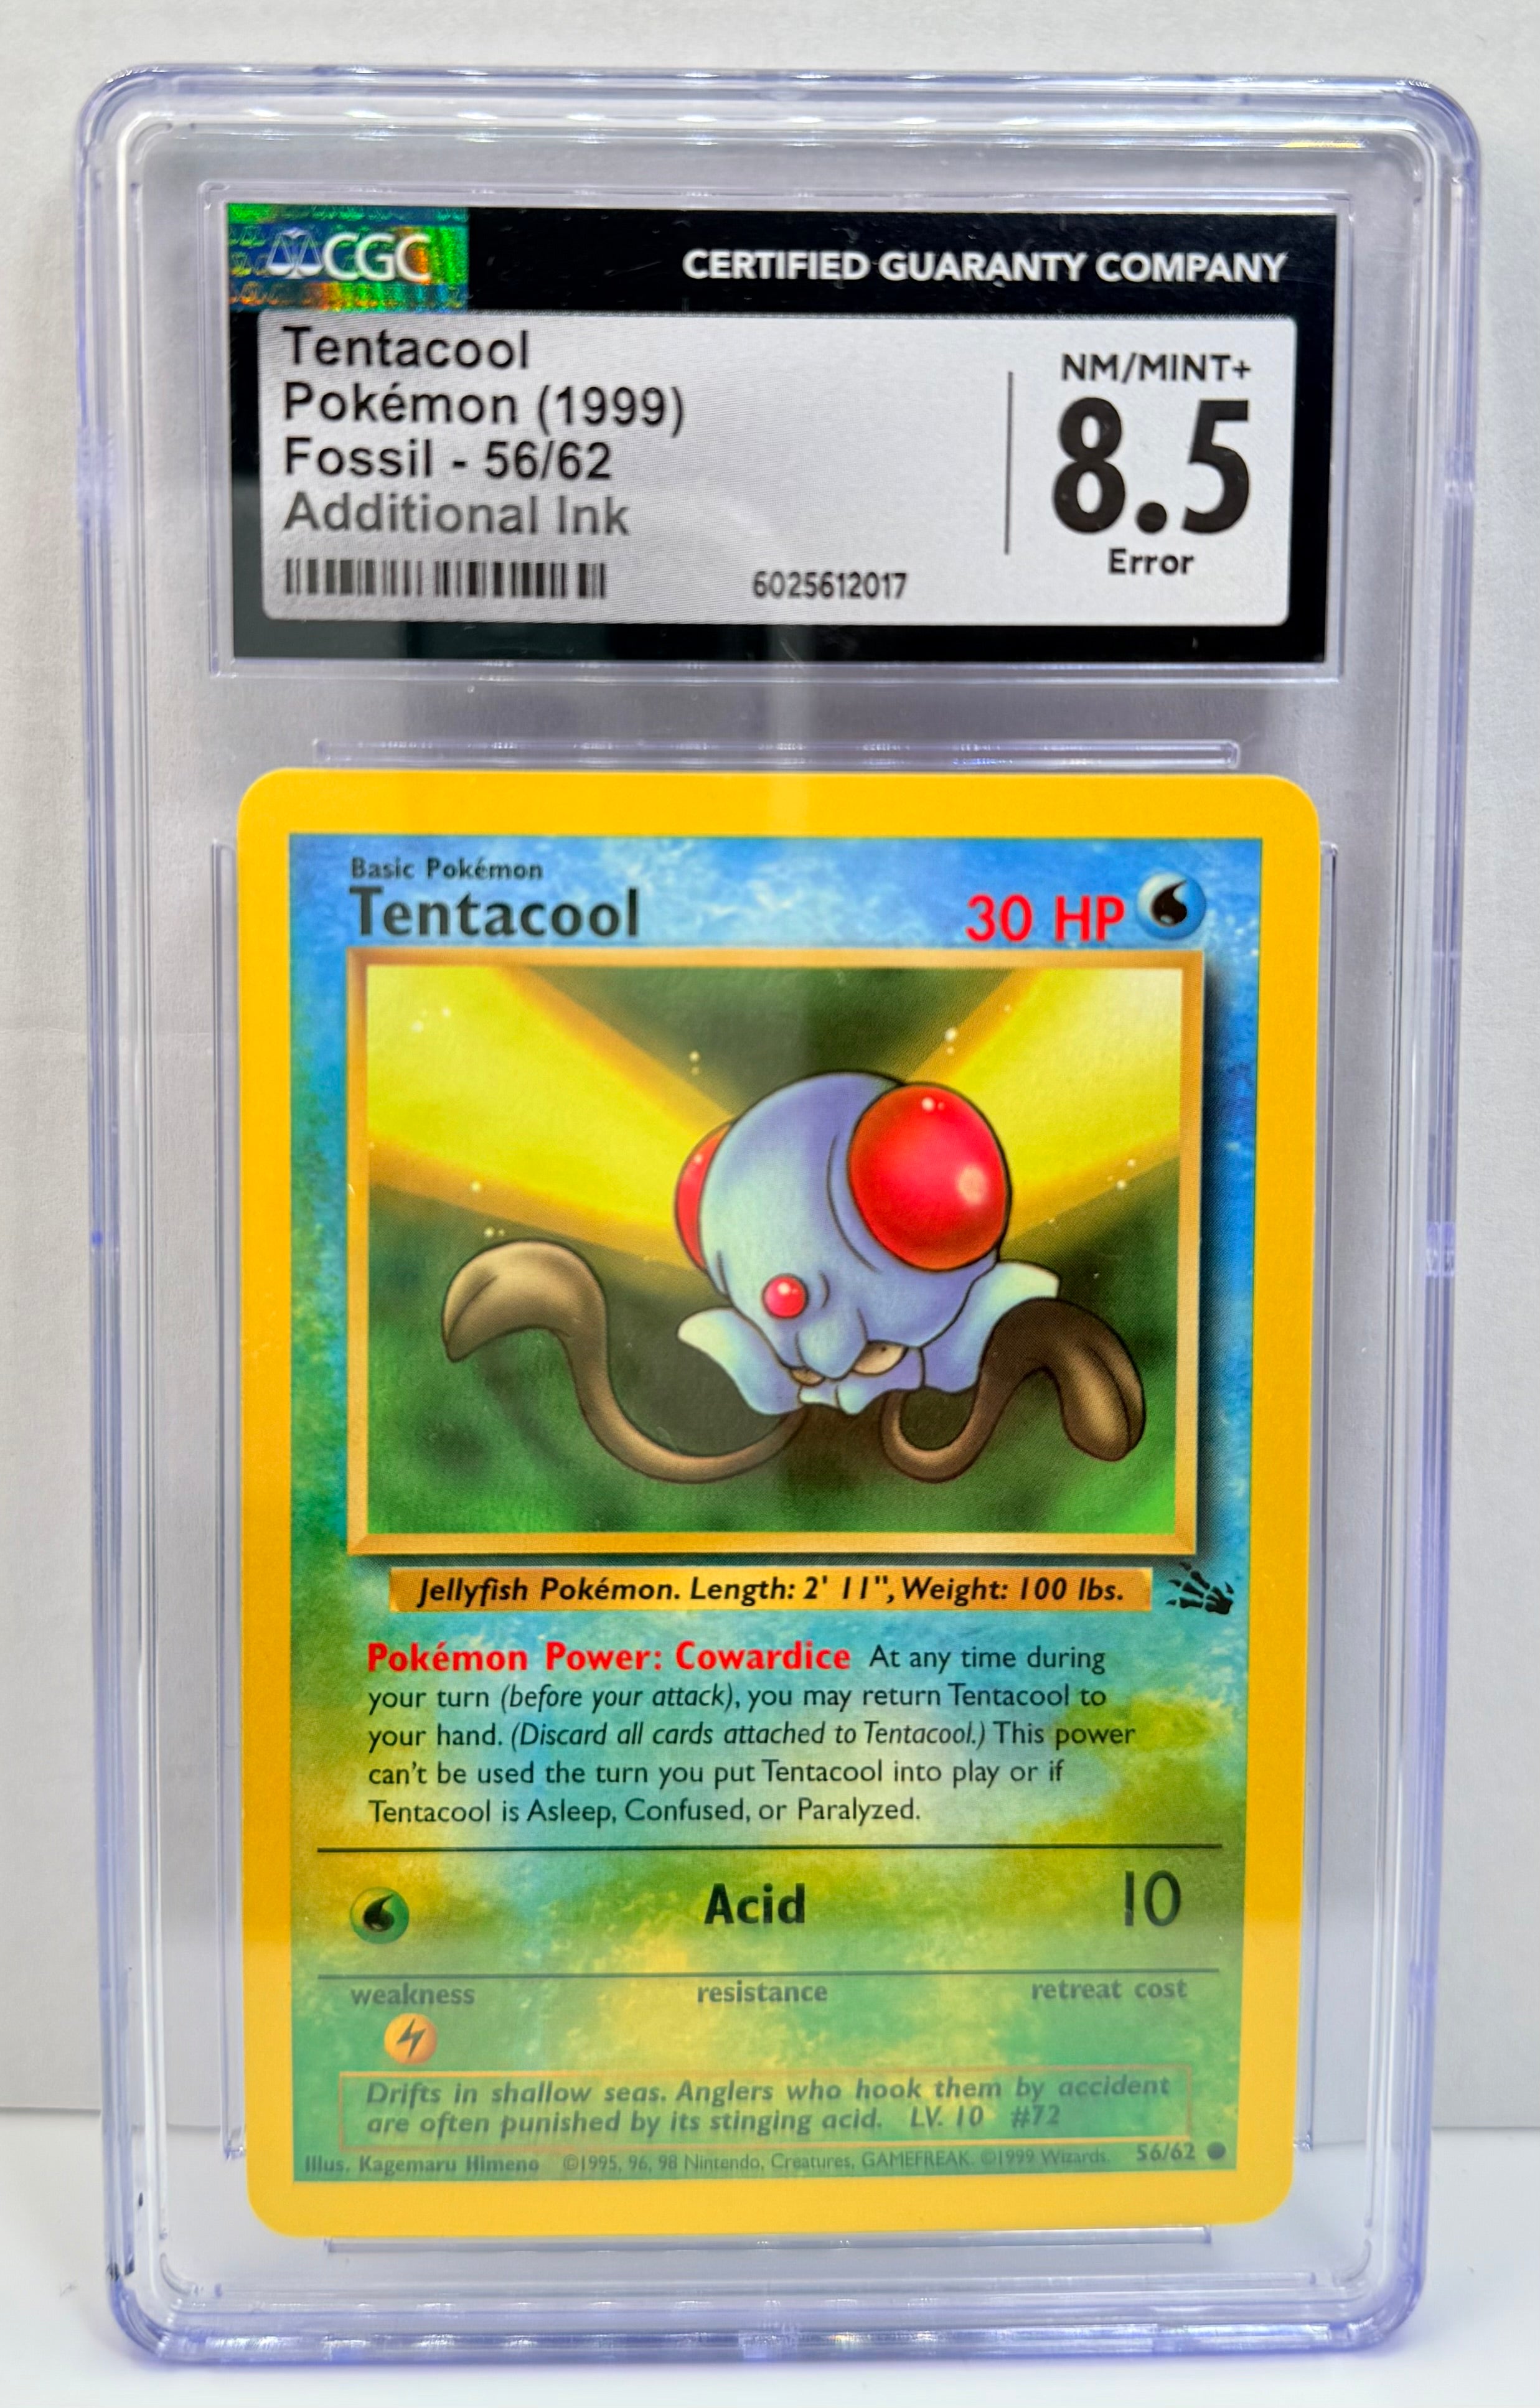 CGC
CERTIFIED GUARANTY COMPANY
Tentacool
Pokémon (1999)
Fossil - 56/62
Additional Ink
6025612017
NM/MINT+
8.5
Error
Basic Pokémon
Tentacool
30 HP
Jellyfish Pokémon. Length: 2' 11", Weight: 100 lbs.
Pokémon Power: Cowardice At any time during
your turn (before your attack), you may return Tentacool to
your hand. (Discard all cards attached to Tentacool.) This power
can't be used the turn you put Tentacool into play or if
Tentacool is Asleep, Confused, or Paralyzed.
Acid 10
weakness resistance retreat cost
Drifts in shallow seas. Anglers who hook them by accident
are often punished by its stinging acid. LV. 10 #72
Illus. Kagemaru Himeno ©1995, 96, 98 Nintendo, Creatures, GAMEFREAK. ©1999 Wizards. 56/62